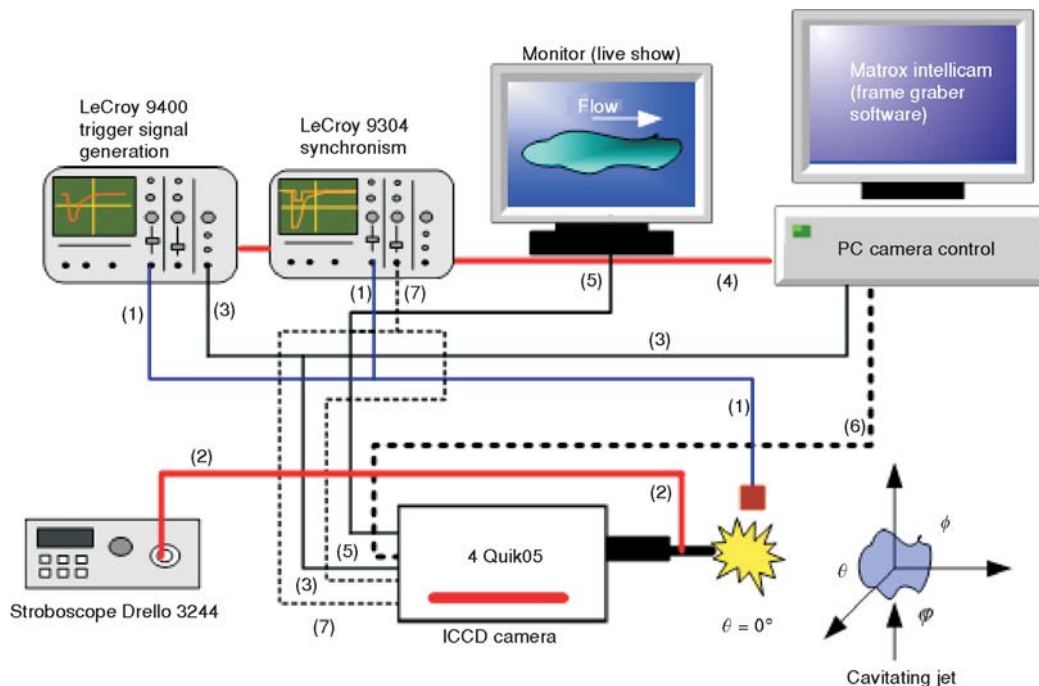 Monitor (live show)
Matrox intellicam
(frame graber
software)
LeCroy 9400
trigger signal
generation
LeCroy 9304
synchronism
Flow
PC camera control
(1)
(3)
(1)
(7)
(5)
(4)
(3)
(1)
(6)
(2)
(2)
4 Quik05
(5)
(3)
(7)
Stroboscope Drello 3244
ICCD camera
θ = 0°
ϕ
θ
φ
Cavitating jet